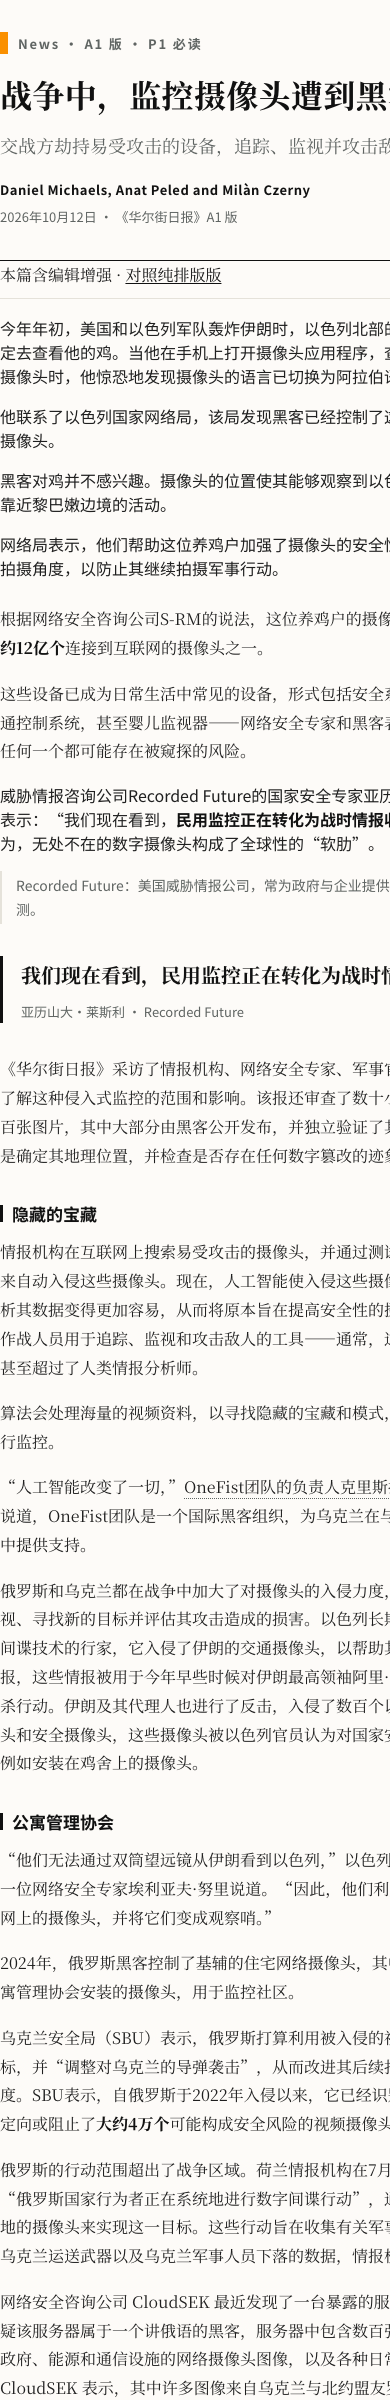 News • A1 版 • P1 必读
战争中，监控摄像头遭到黑
交战方劫持易受攻击的设备，追踪、监视并攻击敌
Daniel Michaels, Anat Peled and Milàn Czerny
2026年10月12日 • 《华尔街日报》A1 版
本篇含编辑增强 · 对照纯排版版
今年年初，美国和以色列军队轰炸伊朗时，以色列北部的
定去查看他的鸡。当他在手机上打开摄像头应用程序，查
摄像头时，他惊恐地发现摄像头的语言已切换为阿拉伯语
他联系了以色列国家网络局，该局发现黑客已经控制了这
摄像头。
黑客对鸡并不感兴趣。摄像头的位置使其能够观察到以色
靠近黎巴嫩边境的活动。
网络局表示，他们帮助这位养鸡户加强了摄像头的安全性
拍摄角度，以防止其继续拍摄军事行动。
根据网络安全咨询公司S-RM的说法，这位养鸡户的摄像
约12亿个连接到互联网的摄像头之一。
这些设备已成为日常生活中常见的设备，形式包括安全系
通控制系统，甚至婴儿监视器——网络安全专家和黑客表
任何一个都可能存在被窥探的风险。
威胁情报咨询公司Recorded Future的国家安全专家亚历
表示：“我们现在看到，民用监控正在转化为战时情报收
为，无处不在的数字摄像头构成了全球性的“软肋”。
Recorded Future：美国威胁情报公司，常为政府与企业提供
测。
我们现在看到，民用监控正在转化为战时情
亚历山大・莱斯利 • Recorded Future
《华尔街日报》采访了情报机构、网络安全专家、军事官
了解这种侵入式监控的范围和影响。该报还审查了数十小
百张图片，其中大部分由黑客公开发布，并独立验证了其
是确定其地理位置，并检查是否存在任何数字篡改的迹象
隐藏的宝藏
情报机构在互联网上搜索易受攻击的摄像头，并通过测试
来自动入侵这些摄像头。现在，人工智能使入侵这些摄像
析其数据变得更加容易，从而将原本旨在提高安全性的摄
作战人员用于追踪、监视和攻击敌人的工具——通常，这
甚至超过了人类情报分析师。
算法会处理海量的视频资料，以寻找隐藏的宝藏和模式，
行监控。
“人工智能改变了一切，”OneFist团队的负责人克里斯
说道，OneFist团队是一个国际黑客组织，为乌克兰在与
中提供支持。
俄罗斯和乌克兰都在战争中加大了对摄像头的入侵力度，
视、寻找新的目标并评估其攻击造成的损害。以色列长期
间谍技术的行家，它入侵了伊朗的交通摄像头，以帮助其
报，这些情报被用于今年早些时候对伊朗最高领袖阿里·
杀行动。伊朗及其代理人也进行了反击，入侵了数百个以
头和安全摄像头，这些摄像头被以色列官员认为对国家安
例如安装在鸡舍上的摄像头。
公寓管理协会
“他们无法通过双筒望远镜从伊朗看到以色列，”以色列
一位网络安全专家埃利亚夫·努里说道。“因此，他们利
网上的摄像头，并将它们变成观察哨。”
2024年，俄罗斯黑客控制了基辅的住宅网络摄像头，其中
寓管理协会安装的摄像头，用于监控社区。
乌克兰安全局（SBU）表示，俄罗斯打算利用被入侵的被
标，并“调整对乌克兰的导弹袭击”，从而改进其后续打
度。SBU表示，自俄罗斯于2022年入侵以来，它已经识别
定向或阻止了大约4万个可能构成安全风险的视频摄像头
俄罗斯的行动范围超出了战争区域。荷兰情报机构在7月
“俄罗斯国家行为者正在系统地进行数字间谍行动”，通
地的摄像头来实现这一目标。这些行动旨在收集有关军事
乌克兰运送武器以及乌克兰军事人员下落的数据，情报机
网络安全咨询公司 CloudSEK 最近发现了一台暴露的服
疑该服务器属于一个讲俄语的黑客，服务器中包含数百张
政府、能源和通信设施的网络摄像头图像，以及各种日常
CloudSEK 表示，其中许多图像来自乌克兰与北约盟友